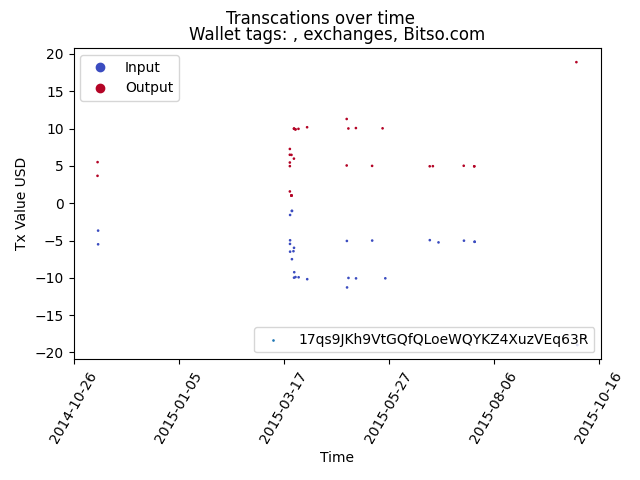 Transcations over time
Wallet tags: , exchanges, Bitso.com
Input
Output
20
15
10
5
0
−5
−10
−15
−20
Tx Value USD
17qs9JKh9VtGQfQLoeWQYKZ4XuzVEq63R
2014-10-26
2015-01-05
2015-03-17
2015-05-27
2015-08-06
2015-10-16
Time